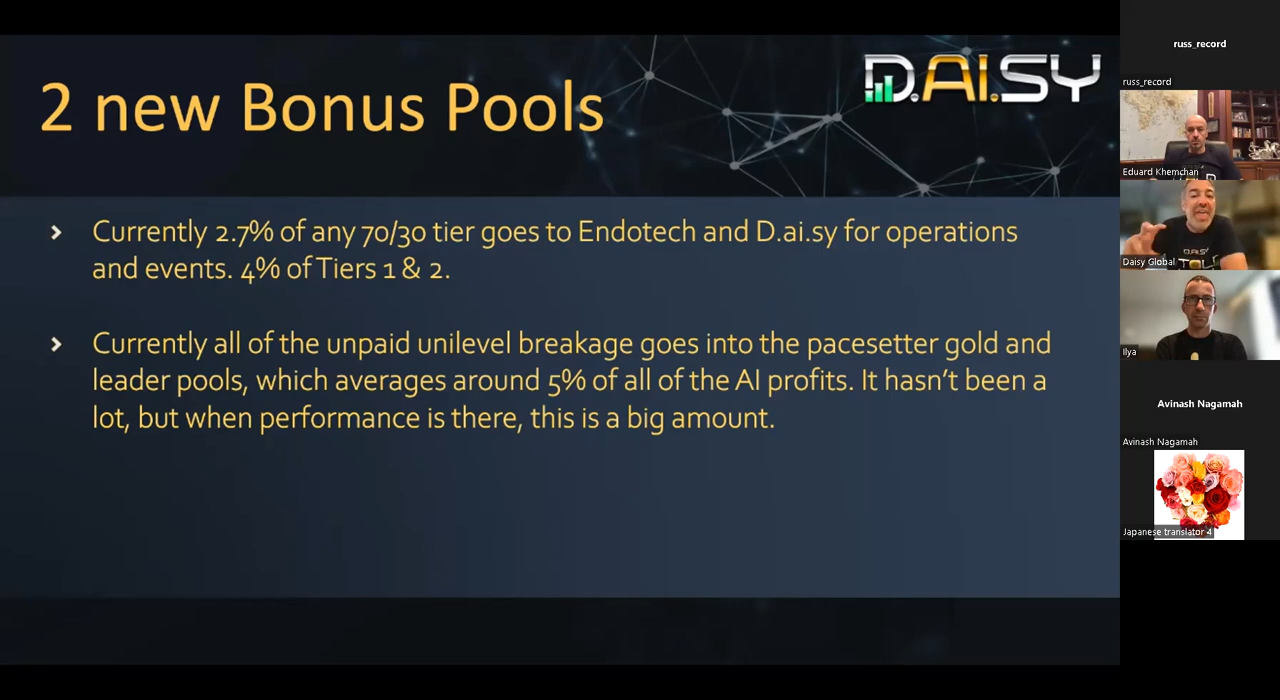 2 new Bonus Pools
D.AI.SY
Currently 2.7% of any 70/30 tier goes to Endotech and D.ai.sy for operations
and events. 4% of Tiers 1 & 2.
Currently all of the unpaid unilevel breakage goes into the pacesetter gold and
leader pools, which averages around 5% of all of the AI profits. It hasn't been a
lot, but when performance is there, this is a big amount.
russ_record
russ_record
Eduard Khemchan
DAISY
Daisy Global
Ilya
Avinash Nagamah
Avinash Nagamah
Japanese translator 4